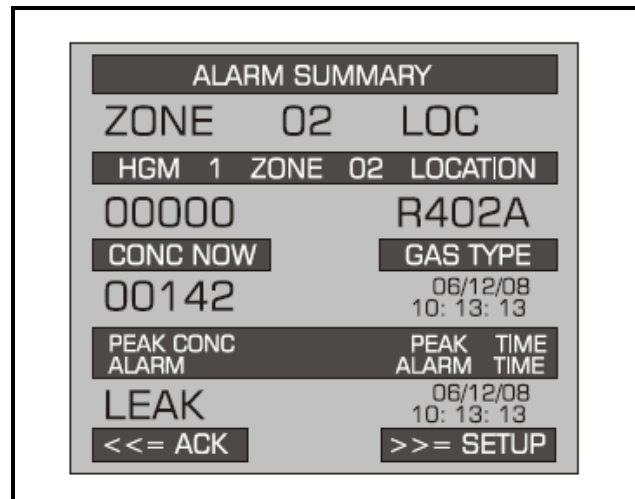 ALARM SUMMARY
ZONE 02 LOC
HGM 1 ZONE 02 LOCATION
00000 R402A
CONC NOW GAS TYPE
00142 06/12/08
10: 13: 13
PEAK CONC PEAK TIME
ALARM ALARM TIME
LEAK 06/12/08
10: 13: 13
<<= ACK >>= SETUP